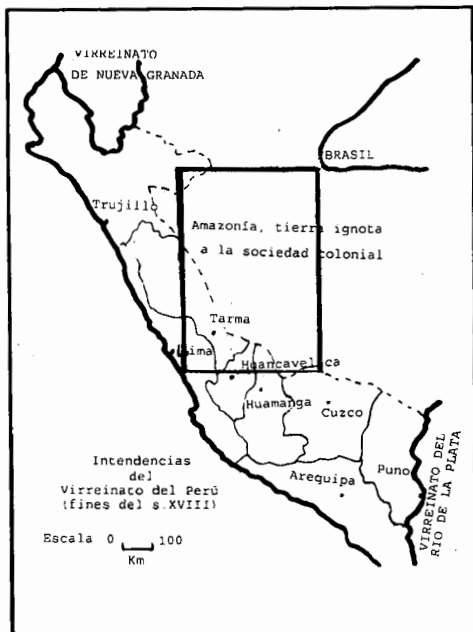 VIRREINATO
DE NUEVA GRANADA
BRASIL
Trujillo
Amazonía, tierra ignota
a la sociedad colonial
Tarma
Lima
Huancavelica
Huamanga
Cuzco
Puno
Arequipa
VIRREINATO DEL
RIO DE LA PLATA
Intendencias
del
Virreinato del Perú
(fines del s.XVIII)
Escala 0 100
Km